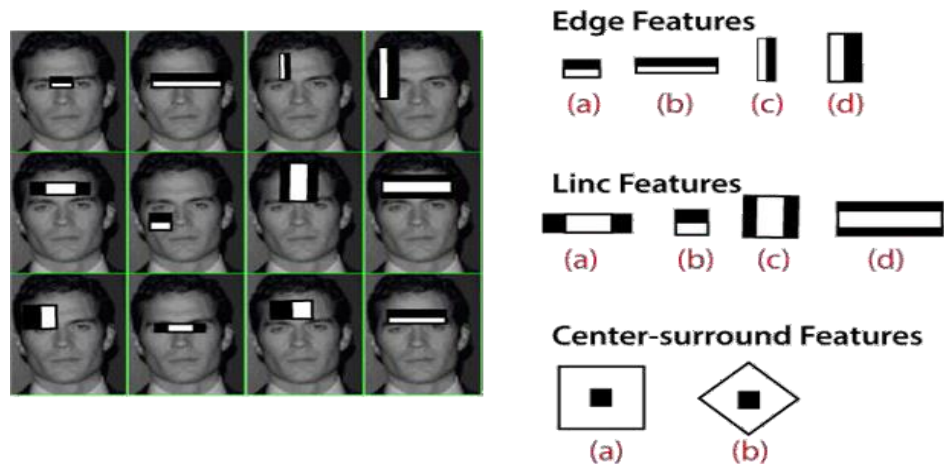 Edge Features
(a) (b) (c) (d)
Linc Features
(a) (b) (c) (d)
Center-surround Features
(a) (b)